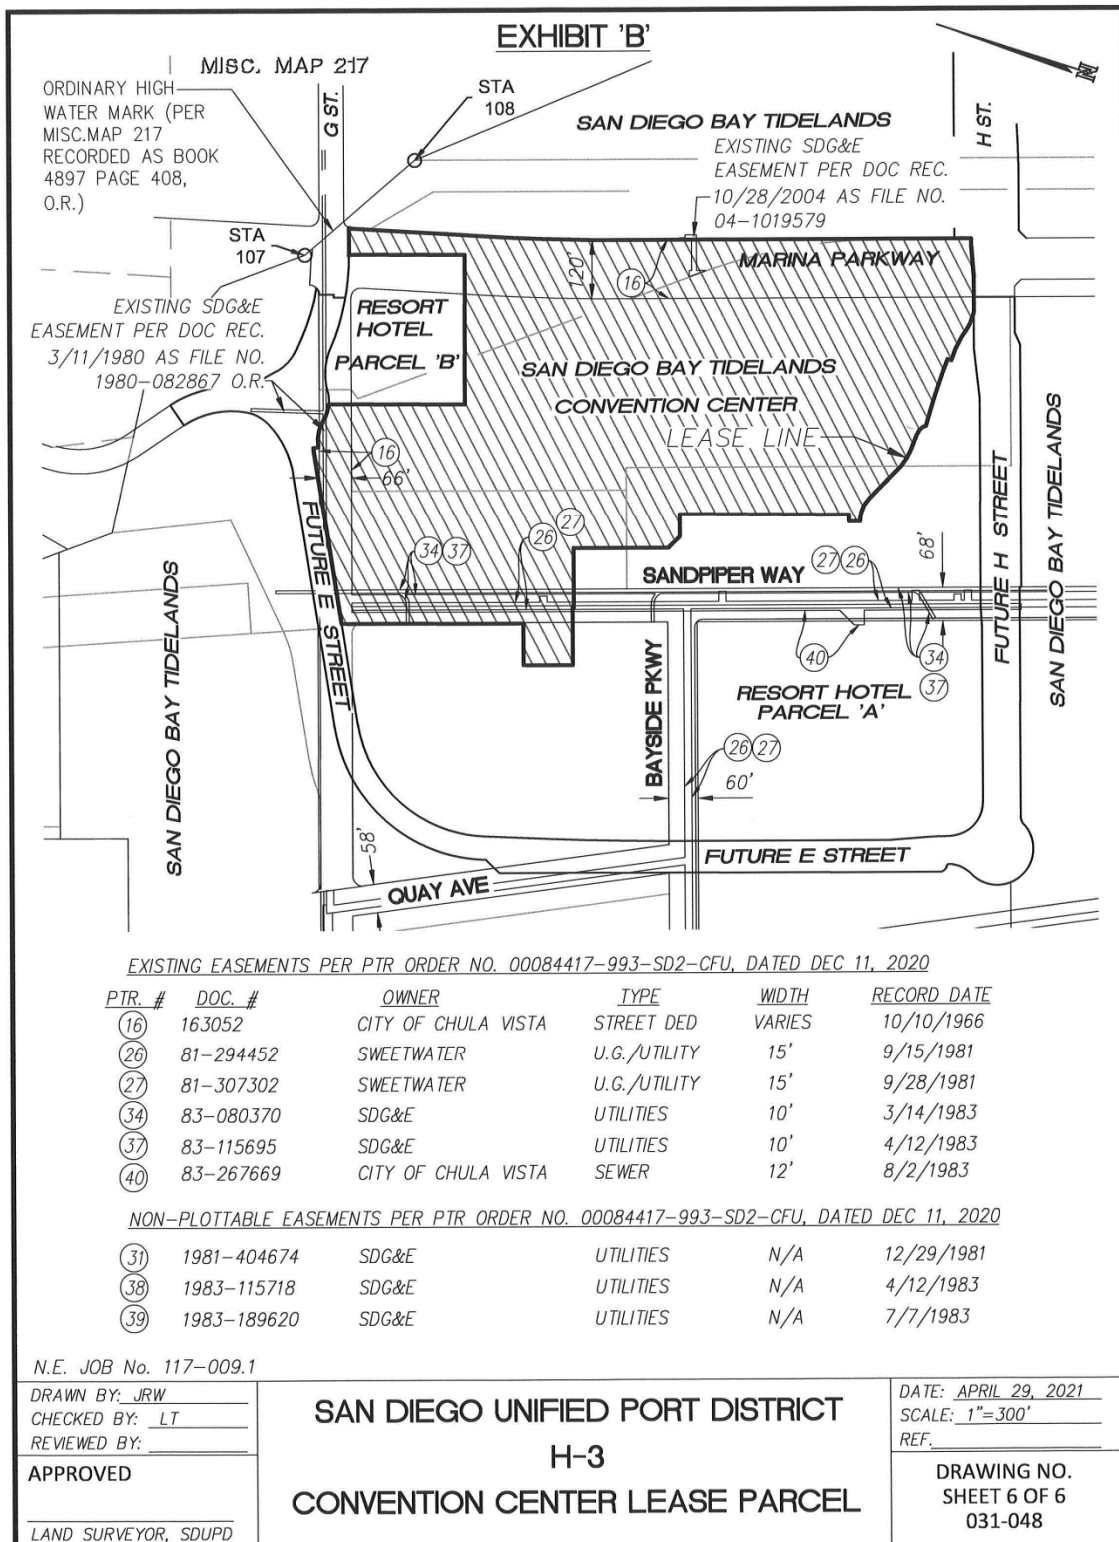 EXHIBIT 'B'
MISC. MAP 217
ORDINARY HIGH
WATER MARK (PER
MISC.MAP 217
RECORDED AS BOOK
4897 PAGE 408,
O.R.)
G ST.
STA
108
SAN DIEGO BAY TIDELANDS
EXISTING SDG&E
EASEMENT PER DOC REC.
10/28/2004 AS FILE NO.
04-1019579
H ST.
N
STA
107
120'
16
MARINA PARKWAY
EXISTING SDG&E
EASEMENT PER DOC REC.
3/11/1980 AS FILE NO.
1980-082867 O.R.
RESORT
HOTEL
PARCEL 'B'
SAN DIEGO BAY TIDELANDS
CONVENTION CENTER
LEASE LINE
16
66'
FUTURE E STREET
34 37
26 27
SANDPIPER WAY
27 26
68'
FUTURE H STREET
SAN DIEGO BAY TIDELANDS
SAN DIEGO BAY TIDELANDS
40
34
37
RESORT HOTEL
PARCEL 'A'
BAYSIDE PKWY
26 27
60'
58'
QUAY AVE
FUTURE E STREET
EXISTING EASEMENTS PER PTR ORDER NO. 00084417-993-SD2-CFU, DATED DEC 11, 2020
PTR. # DOC. # OWNER TYPE WIDTH RECORD DATE
16 163052 CITY OF CHULA VISTA STREET DED VARIES 10/10/1966
26 81-294452 SWEETWATER U.G./UTILITY 15' 9/15/1981
27 81-307302 SWEETWATER U.G./UTILITY 15' 9/28/1981
34 83-080370 SDG&E UTILITIES 10' 3/14/1983
37 83-115695 SDG&E UTILITIES 10' 4/12/1983
40 83-267669 CITY OF CHULA VISTA SEWER 12' 8/2/1983
NON-PLOTTABLE EASEMENTS PER PTR ORDER NO. 00084417-993-SD2-CFU, DATED DEC 11, 2020
31 1981-404674 SDG&E UTILITIES N/A 12/29/1981
38 1983-115718 SDG&E UTILITIES N/A 4/12/1983
39 1983-189620 SDG&E UTILITIES N/A 7/7/1983
N.E. JOB No. 117-009.1
DRAWN BY: JRW
CHECKED BY: LT
REVIEWED BY:
APPROVED
LAND SURVEYOR, SDUPD
SAN DIEGO UNIFIED PORT DISTRICT
H-3
CONVENTION CENTER LEASE PARCEL
DATE: APRIL 29, 2021
SCALE: 1"=300'
REF.
DRAWING NO.
SHEET 6 OF 6
031-048